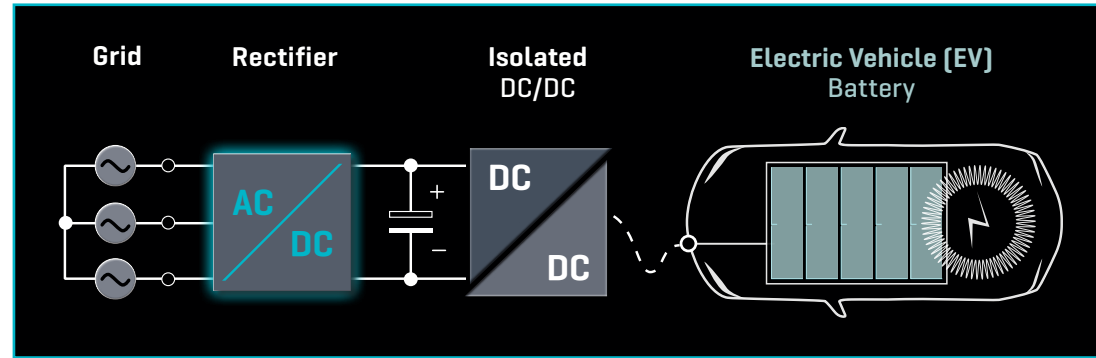 Grid
Rectifier
Isolated
DC/DC
Electric Vehicle (EV)
Battery
AC
DC
+
−
DC
DC